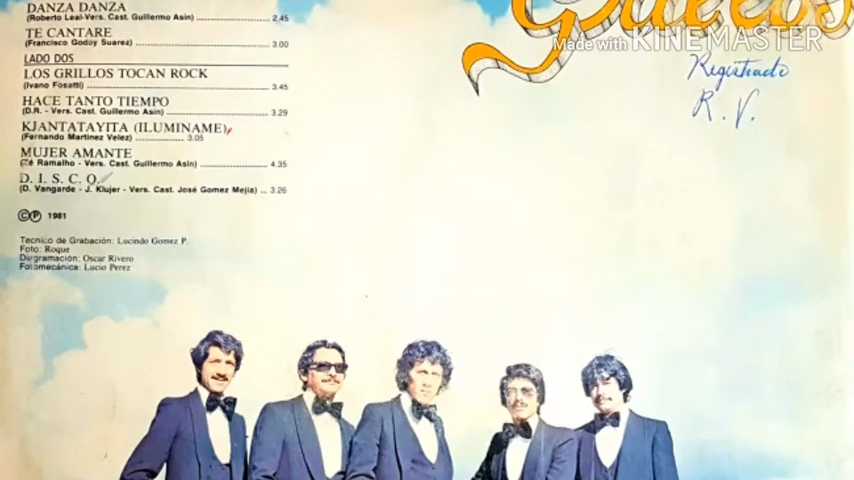 DANZA DANZA
(Roberto Leal-Vers. Cast. Guillermo Asin) ........ 2.45
TE CANTARE
(Francisco Godoy Suarez) ........ 3.00
LADO DOS
LOS GRILLOS TOCAN ROCK
(Ivano Fosatti) ........ 3.45
HACE TANTO TIEMPO
(D.R. - Vers. Cast. Guillermo Asin) ........ 3.29
KJANTATAYITA (ILUMINAME)
(Fernando Martinez Velez) ........ 3.05
MUJER AMANTE
(Zé Ramalho - Vers. Cast. Guillermo Asin) ........ 4.35
D. I. S. C. O.
(D. Vangarde - J. Klujer - Vers. Cast. José Gomez Mejia) ... 3.26
©℗ 1981
Tecnico de Grabación: Lucindo Gomez P.
Foto: Roque
Diagramación: Oscar Rivero
Fotomecánica: Lucio Perez
Made with KINEMASTER
Registrado
R. V.